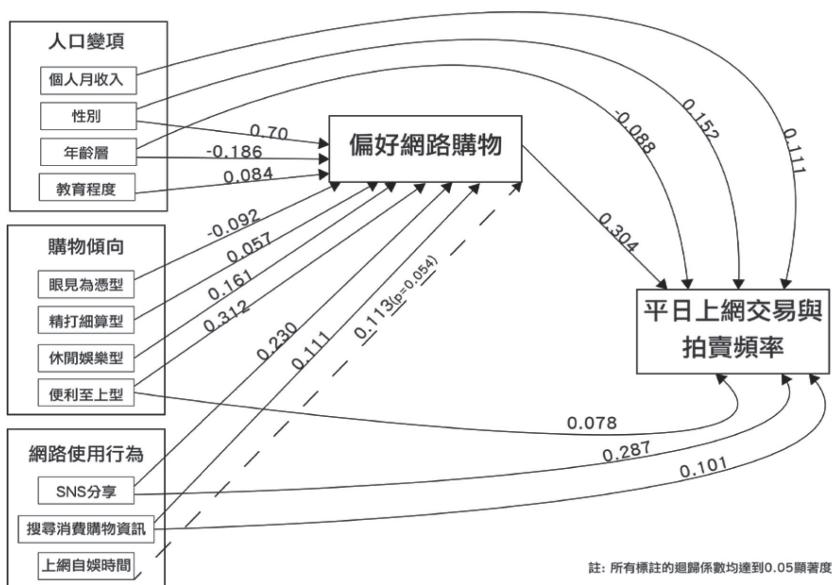 人口變項
個人月收入
性別
年齡層
教育程度
購物傾向
眼見為憑型
精打細算型
休閒娛樂型
便利至上型
網路使用行為
SNS分享
搜尋消費購物資訊
上網自娛時間
偏好網路購物
平日上網交易與
拍賣頻率
0.70
-0.186
0.084
-0.092
0.057
0.161
0.312
0.230
0.111
0.113(p=0.054)
0.304
-0.088
0.152
0.111
0.078
0.287
0.101
註: 所有標註的迴歸係數均達到0.05顯著度